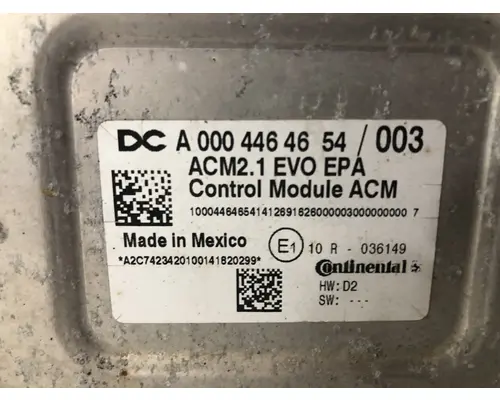 DC A 000 446 46 54 / 003
ACM2.1 EVO EPA
Control Module ACM
10004464654141269182600000300000000 7
Made in Mexico
E1 10 R - 036149
*A2C7423420100141820299*
Continental
HW: D2
SW: ---